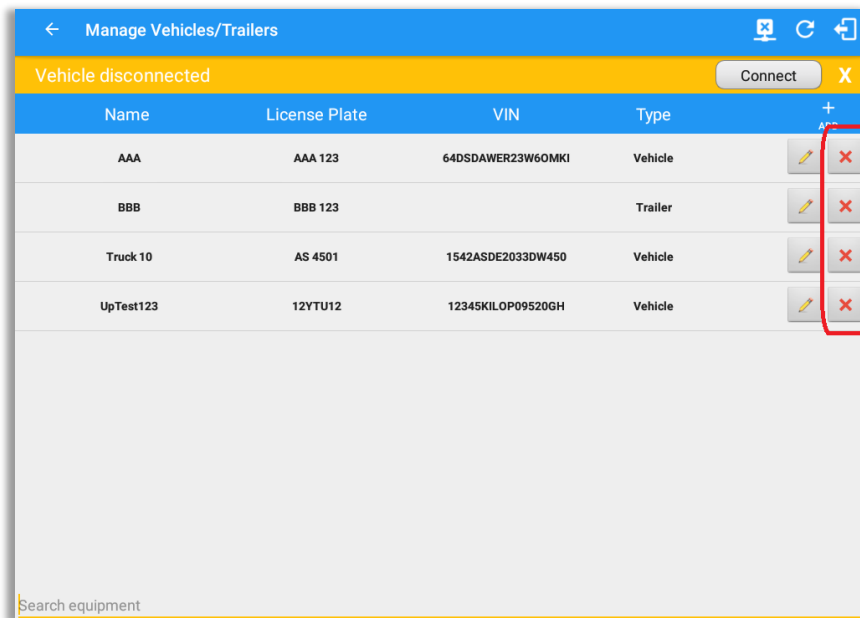 Manage Vehicles/Trailers
Vehicle disconnected Connect X
Name License Plate VIN Type ADD
AAA AAA 123 64DSDAWER23W6OMKI Vehicle
BBB BBB 123 Trailer
Truck 10 AS 4501 1542ASDE2033DW450 Vehicle
UpTest123 12YTU12 12345KILOP09520GH Vehicle
Search equipment